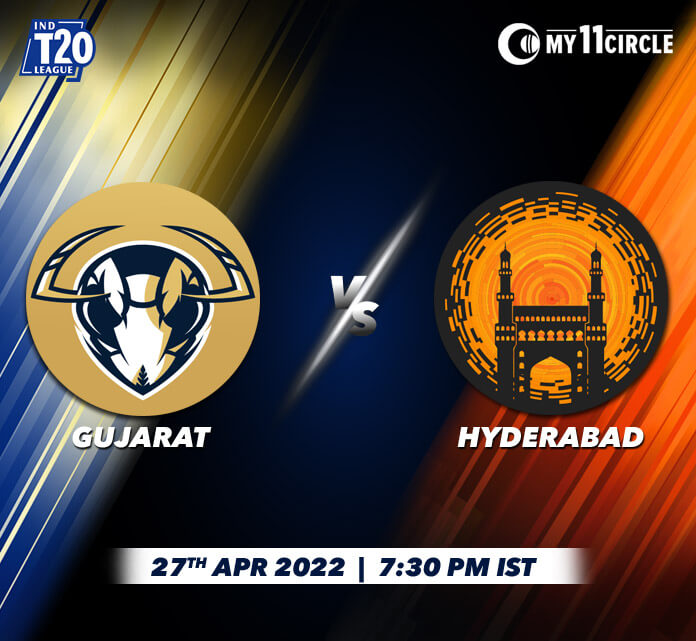 IND
T20
LEAGUE
MY11CIRCLE
VS
GUJARAT
HYDERABAD
27TH APR 2022 | 7:30 PM IST